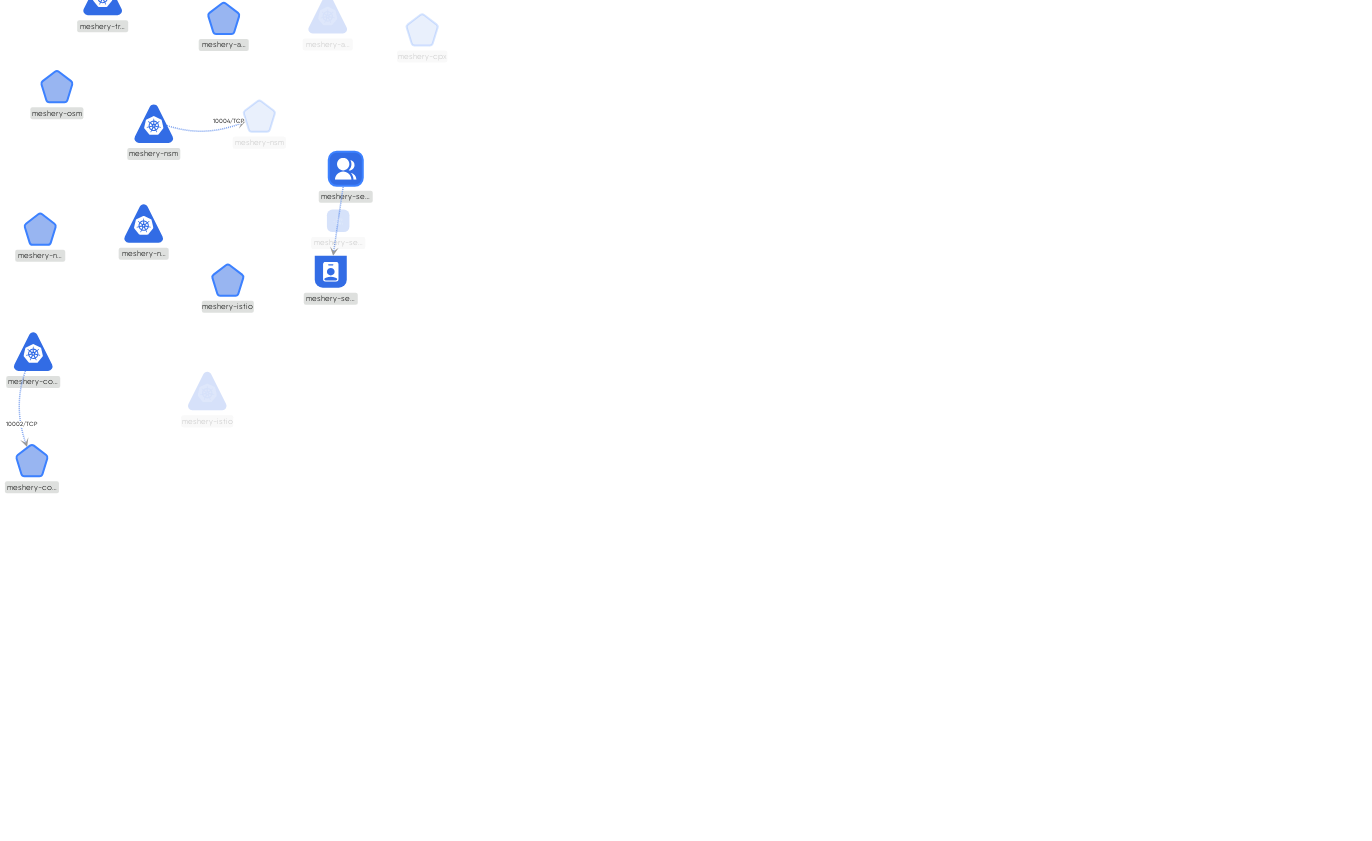 meshery-tr...
meshery-a...
meshery-a...
meshery-cpx
meshery-osm
10004/TCP
meshery-nsm
meshery-nsm
meshery-se...
meshery-n...
meshery-n...
meshery-se...
meshery-istio
meshery-se...
meshery-co...
meshery-istio
10002/TCP
meshery-co...